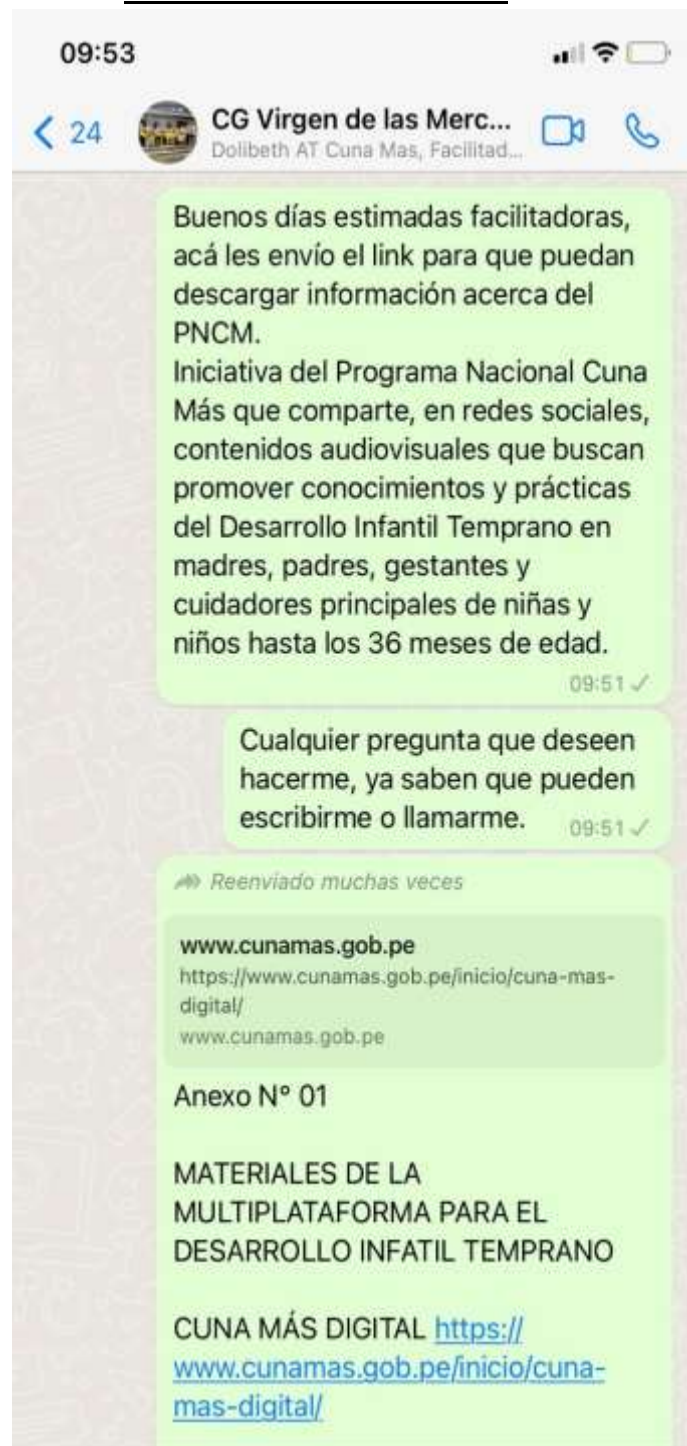 09:53
24
CG Virgen de las Merc...
Dolibeth AT Cuna Mas, Facilitad...
Buenos días estimadas facilitadoras,
acá les envío el link para que puedan
descargar información acerca del
PNCM.
Iniciativa del Programa Nacional Cuna
Más que comparte, en redes sociales,
contenidos audiovisuales que buscan
promover conocimientos y prácticas
del Desarrollo Infantil Temprano en
madres, padres, gestantes y
cuidadores principales de niñas y
niños hasta los 36 meses de edad.
09:51
Cualquier pregunta que deseen
hacerme, ya saben que pueden
escribirme o llamarme.
09:51
Reenviado muchas veces
www.cunamas.gob.pe
https://www.cunamas.gob.pe/inicio/cuna-mas-
digital/
www.cunamas.gob.pe
Anexo N° 01
MATERIALES DE LA
MULTIPLATAFORMA PARA EL
DESARROLLO INFATIL TEMPRANO
CUNA MÁS DIGITAL https://
www.cunamas.gob.pe/inicio/cuna-
mas-digital/